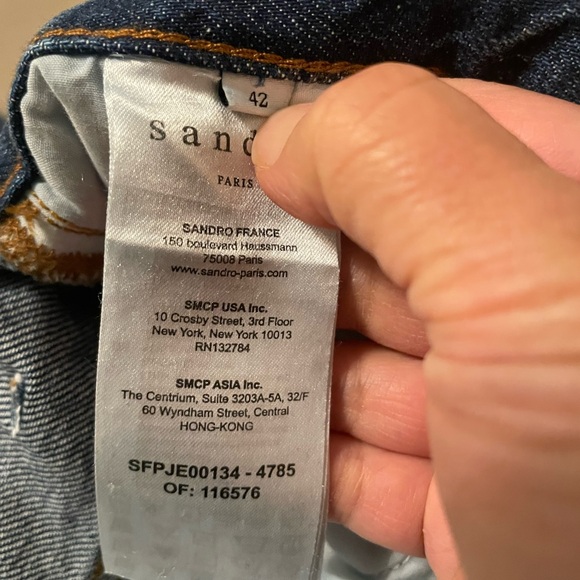 42
sand
PARIS
SANDRO FRANCE
150 boulevard Haussmann
75008 Paris
www.sandro-paris.com
SMCP USA Inc.
10 Crosby Street, 3rd Floor
New York, New York 10013
RN132784
SMCP ASIA Inc.
The Centrium, Suite 3203A-5A, 32/F
60 Wyndham Street, Central
HONG-KONG
SFPJE00134 - 4785
OF: 116576